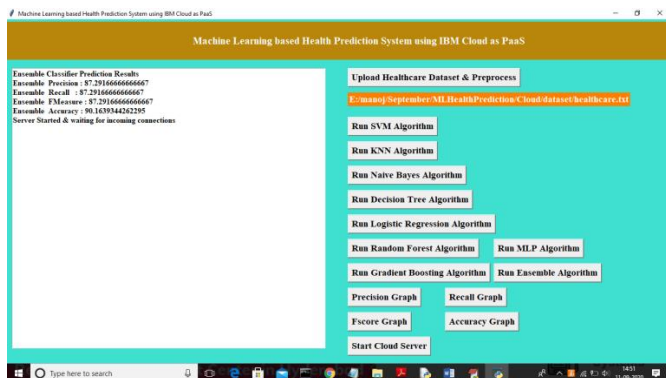 Machine Learning based Health Prediction System using IBM Cloud as PaaS
Machine Learning based Health Prediction System using IBM Cloud as PaaS
Ensemble Classifier Prediction Results
Ensemble Precision : 87.29166666666667
Ensemble Recall : 87.29166666666667
Ensemble FMeasure : 87.29166666666667
Ensemble Accuracy : 90.1639344262295
Server Started & waiting for incoming connections
Upload Healthcare Dataset & Preprocess
E:/manoj/September/MLHealthPrediction/Cloud/dataset/healthcare.txt
Run SVM Algorithm
Run KNN Algorithm
Run Naive Bayes Algorithm
Run Decision Tree Algorithm
Run Logistic Regression Algorithm
Run Random Forest Algorithm Run MLP Algorithm
Run Gradient Boosting Algorithm Run Ensemble Algorithm
Precision Graph Recall Graph
Fscore Graph Accuracy Graph
Start Cloud Server
Type here to search
14:51
11-09-2020